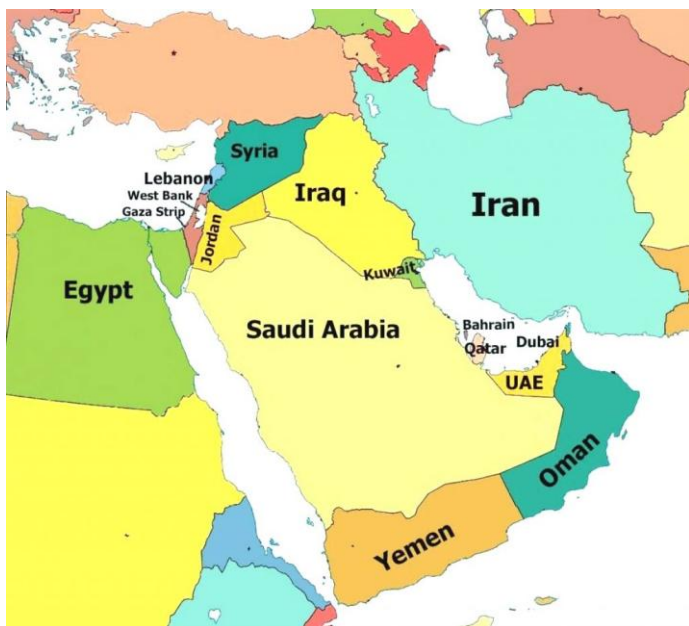 Syria
Lebanon
West Bank
Gaza Strip
Jordan
Iraq
Iran
Kuwait
Egypt
Saudi Arabia
Bahrain
Qatar
Dubai
UAE
Oman
Yemen